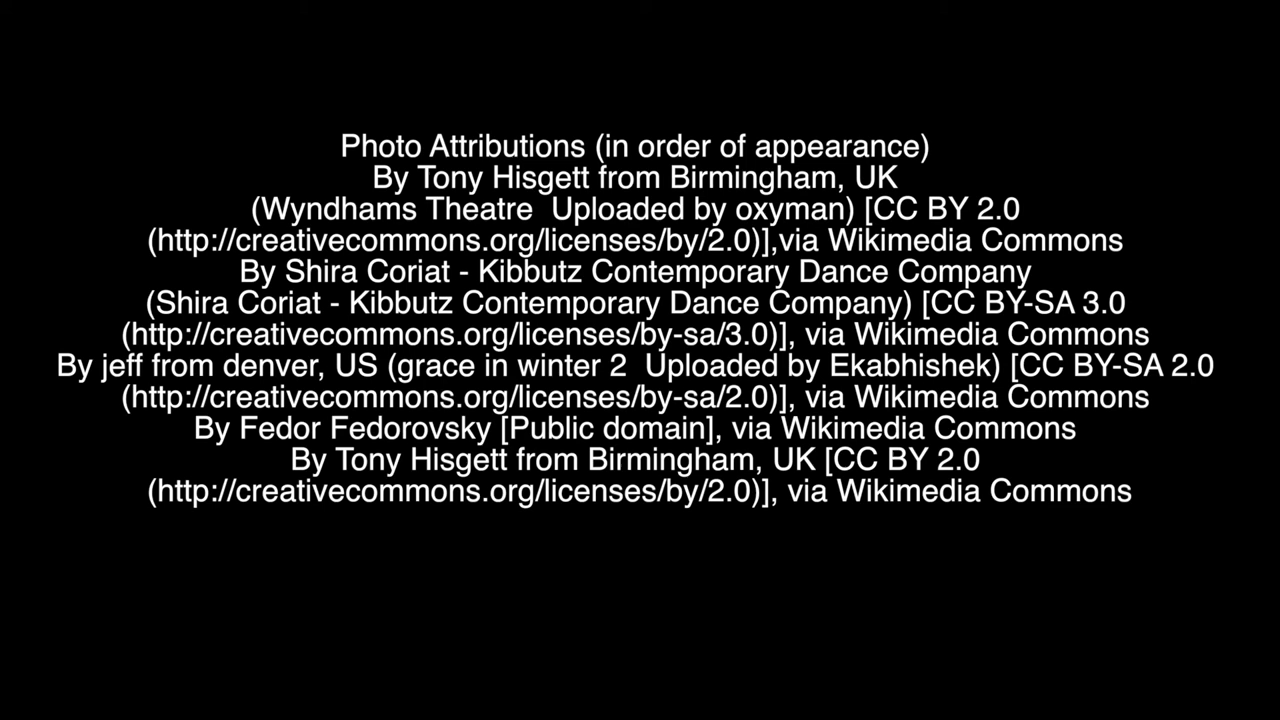 Photo Attributions (in order of appearance)
By Tony Hisgett from Birmingham, UK
(Wyndhams Theatre  Uploaded by oxyman) [CC BY 2.0
(http://creativecommons.org/licenses/by/2.0)],via Wikimedia Commons
By Shira Coriat - Kibbutz Contemporary Dance Company
(Shira Coriat - Kibbutz Contemporary Dance Company) [CC BY-SA 3.0
(http://creativecommons.org/licenses/by-sa/3.0)], via Wikimedia Commons
By jeff from denver, US (grace in winter 2  Uploaded by Ekabhishek) [CC BY-SA 2.0
(http://creativecommons.org/licenses/by-sa/2.0)], via Wikimedia Commons
By Fedor Fedorovsky [Public domain], via Wikimedia Commons
By Tony Hisgett from Birmingham, UK [CC BY 2.0
(http://creativecommons.org/licenses/by/2.0)], via Wikimedia Commons